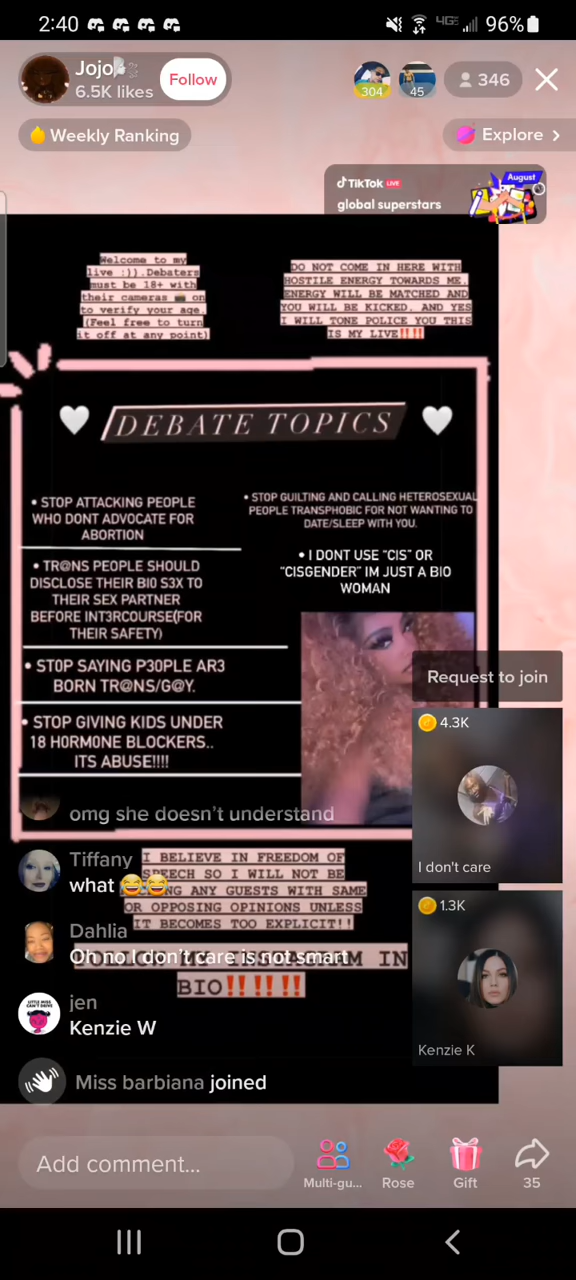 2:40
4GE
96%
Jojo
6.5K likes
Follow
304
45
346
Weekly Ranking
Explore >
TikTok LIVE
global superstars
August
Welcome to my
live :)).Debaters
must be 18+ with
their cameras on
to verify your age.
(Feel free to turn
it off at any point)
DO NOT COME IN HERE WITH
HOSTILE ENERGY TOWARDS ME.
ENERGY WILL BE MATCHED AND
YOU WILL BE KICKED. AND YES
I WILL TONE POLICE YOU THIS
IS MY LIVE‼️‼️
DEBATE TOPICS
• STOP ATTACKING PEOPLE
WHO DONT ADVOCATE FOR
ABORTION
• TR@NS PEOPLE SHOULD
DISCLOSE THEIR BI0 S3X TO
THEIR SEX PARTNER
BEFORE INT3RCOURSE(FOR
THEIR SAFETY)
• ST0P SAYING P30PLE AR3
BORN TR@NS/G@Y.
• STOP GIVING KIDS UNDER
18 H0RM0NE BLOCKERS..
ITS ABUSE!!!!
• STOP GUILTING AND CALLING HETEROSEXUAL
PEOPLE TRANSPHOBIC FOR NOT WANTING TO
DATE/SLEEP WITH YOU.
• I DONT USE “CIS” OR
“CISGENDER” IM JUST A BIO
WOMAN
Request to join
4.3K
I don't care
1.3K
Kenzie K
omg she doesn't understand
Tiffany
what 😂😂
I BELIEVE IN FREEDOM OF
SPEECH SO I WILL NOT BE
ING ANY GUESTS WITH SAME
OR OPPOSING OPINIONS UNLESS
IT BECOMES TOO EXPLICIT!!
Dahlia
Oh no I don't care is not smart
IN
BIO‼️‼️‼️
jen
Kenzie W
Miss barbiana joined
Add comment...
Multi-gu...
Rose
Gift
35